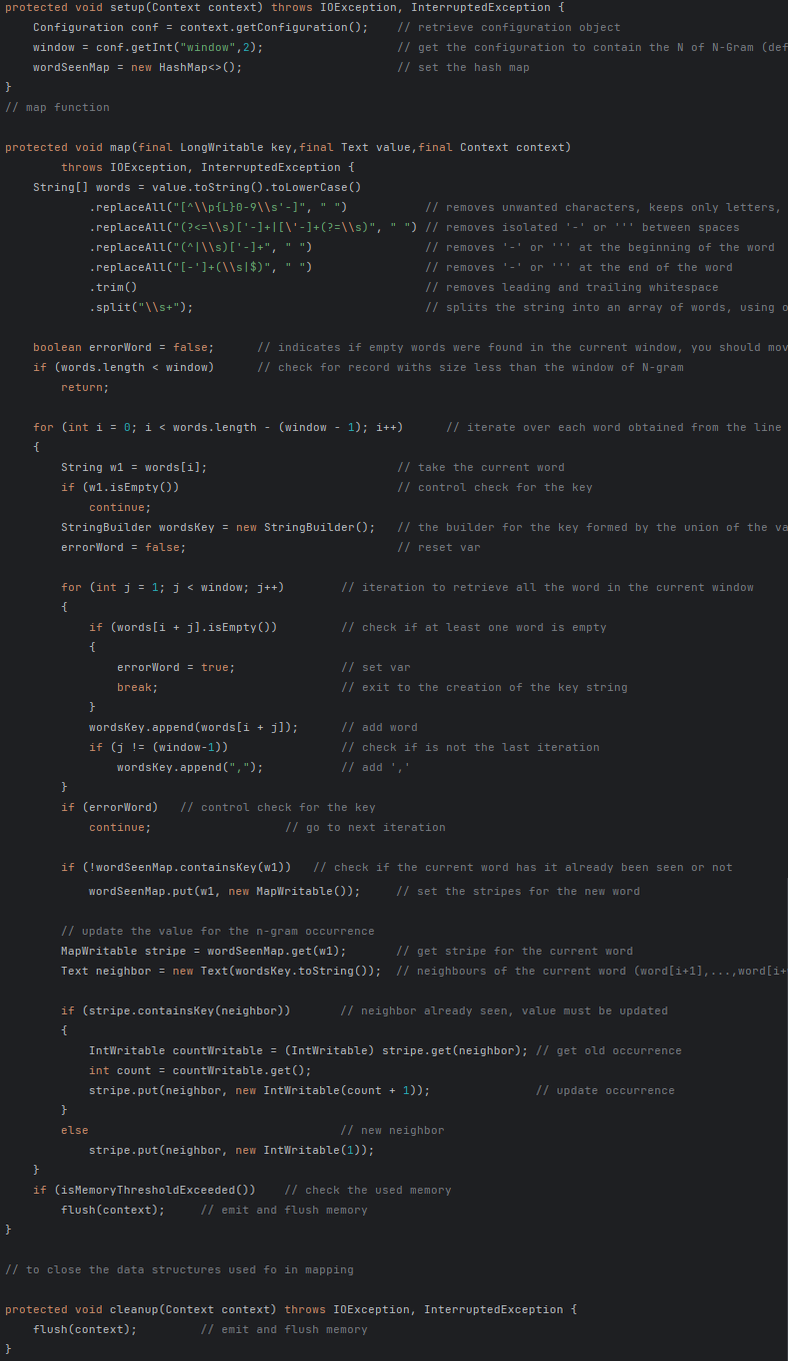 protected void setup(Context context) throws IOException, InterruptedException {
    Configuration conf = context.getConfiguration();    // retrieve configuration object
    window = conf.getInt("window",2);                   // get the configuration to contain the N of N-Gram (def
    wordSeenMap = new HashMap<>();                      // set the hash map
}
// map function
protected void map(final LongWritable key,final Text value,final Context context)
        throws IOException, InterruptedException {
    String[] words = value.toString().toLowerCase()
            .replaceAll("[^\\p{L}0-9\\s'-]", " ")           // removes unwanted characters, keeps only letters,
            .replaceAll("(?<=\\s)['-]+|[\'-]+(?=\\s)", " ") // removes isolated '-' or ''' between spaces
            .replaceAll("(^|\\s)['-]+", " ")                // removes '-' or ''' at the beginning of the word
            .replaceAll("[-']+(\\s|$)", " ")                // removes '-' or ''' at the end of the word
            .trim()                                         // removes leading and trailing whitespace
            .split("\\s+");                                 // splits the string into an array of words, using o
    boolean errorWord = false;      // indicates if empty words were found in the current window, you should mov
    if (words.length < window)      // check for record withs size less than the window of N-gram
        return;
    for (int i = 0; i < words.length - (window - 1); i++)      // iterate over each word obtained from the line
    {
        String w1 = words[i];                           // take the current word
        if (w1.isEmpty())                               // control check for the key
            continue;
        StringBuilder wordsKey = new StringBuilder();   // the builder for the key formed by the union of the va
        errorWord = false;                              // reset var
        for (int j = 1; j < window; j++)        // iteration to retrieve all the word in the current window
        {
            if (words[i + j].isEmpty())         // check if at least one word is empty
            {
                errorWord = true;               // set var
                break;                          // exit to the creation of the key string
            }
            wordsKey.append(words[i + j]);      // add word
            if (j != (window-1))                // check if is not the last iteration
                wordsKey.append(",");           // add ','
        }
        if (errorWord)   // control check for the key
            continue;                   // go to next iteration
        if (!wordSeenMap.containsKey(w1))   // check if the current word has it already been seen or not
            wordSeenMap.put(w1, new MapWritable());     // set the stripes for the new word
        // update the value for the n-gram occurrence
        MapWritable stripe = wordSeenMap.get(w1);       // get stripe for the current word
        Text neighbor = new Text(wordsKey.toString());  // neighbours of the current word (word[i+1],...,word[i+
        if (stripe.containsKey(neighbor))       // neighbor already seen, value must be updated
        {
            IntWritable countWritable = (IntWritable) stripe.get(neighbor); // get old occurrence
            int count = countWritable.get();
            stripe.put(neighbor, new IntWritable(count + 1));               // update occurrence
        }
        else                                    // new neighbor
            stripe.put(neighbor, new IntWritable(1));
    }
    if (isMemoryThresholdExceeded())    // check the used memory
        flush(context);     // emit and flush memory
}
// to close the data structures used fo in mapping
protected void cleanup(Context context) throws IOException, InterruptedException {
    flush(context);         // emit and flush memory
}